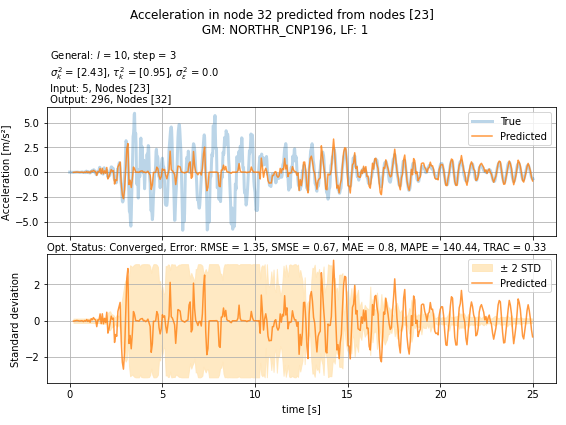 Acceleration in node 32 predicted from nodes [23]
GM: NORTHR_CNP196, LF: 1
General: l = 10, step = 3
σ²ₖ = [2.43], τ²ₖ = [0.95], σ²ε = 0.0
Input: 5, Nodes [23]
Output: 296, Nodes [32]
Acceleration [m/s²]
5.0
2.5
0.0
−2.5
−5.0
True
Predicted
Opt. Status: Converged, Error: RMSE = 1.35, SMSE = 0.67, MAE = 0.8, MAPE = 140.44, TRAC = 0.33
Standard deviation
2
0
−2
± 2 STD
Predicted
0 5 10 15 20 25
time [s]